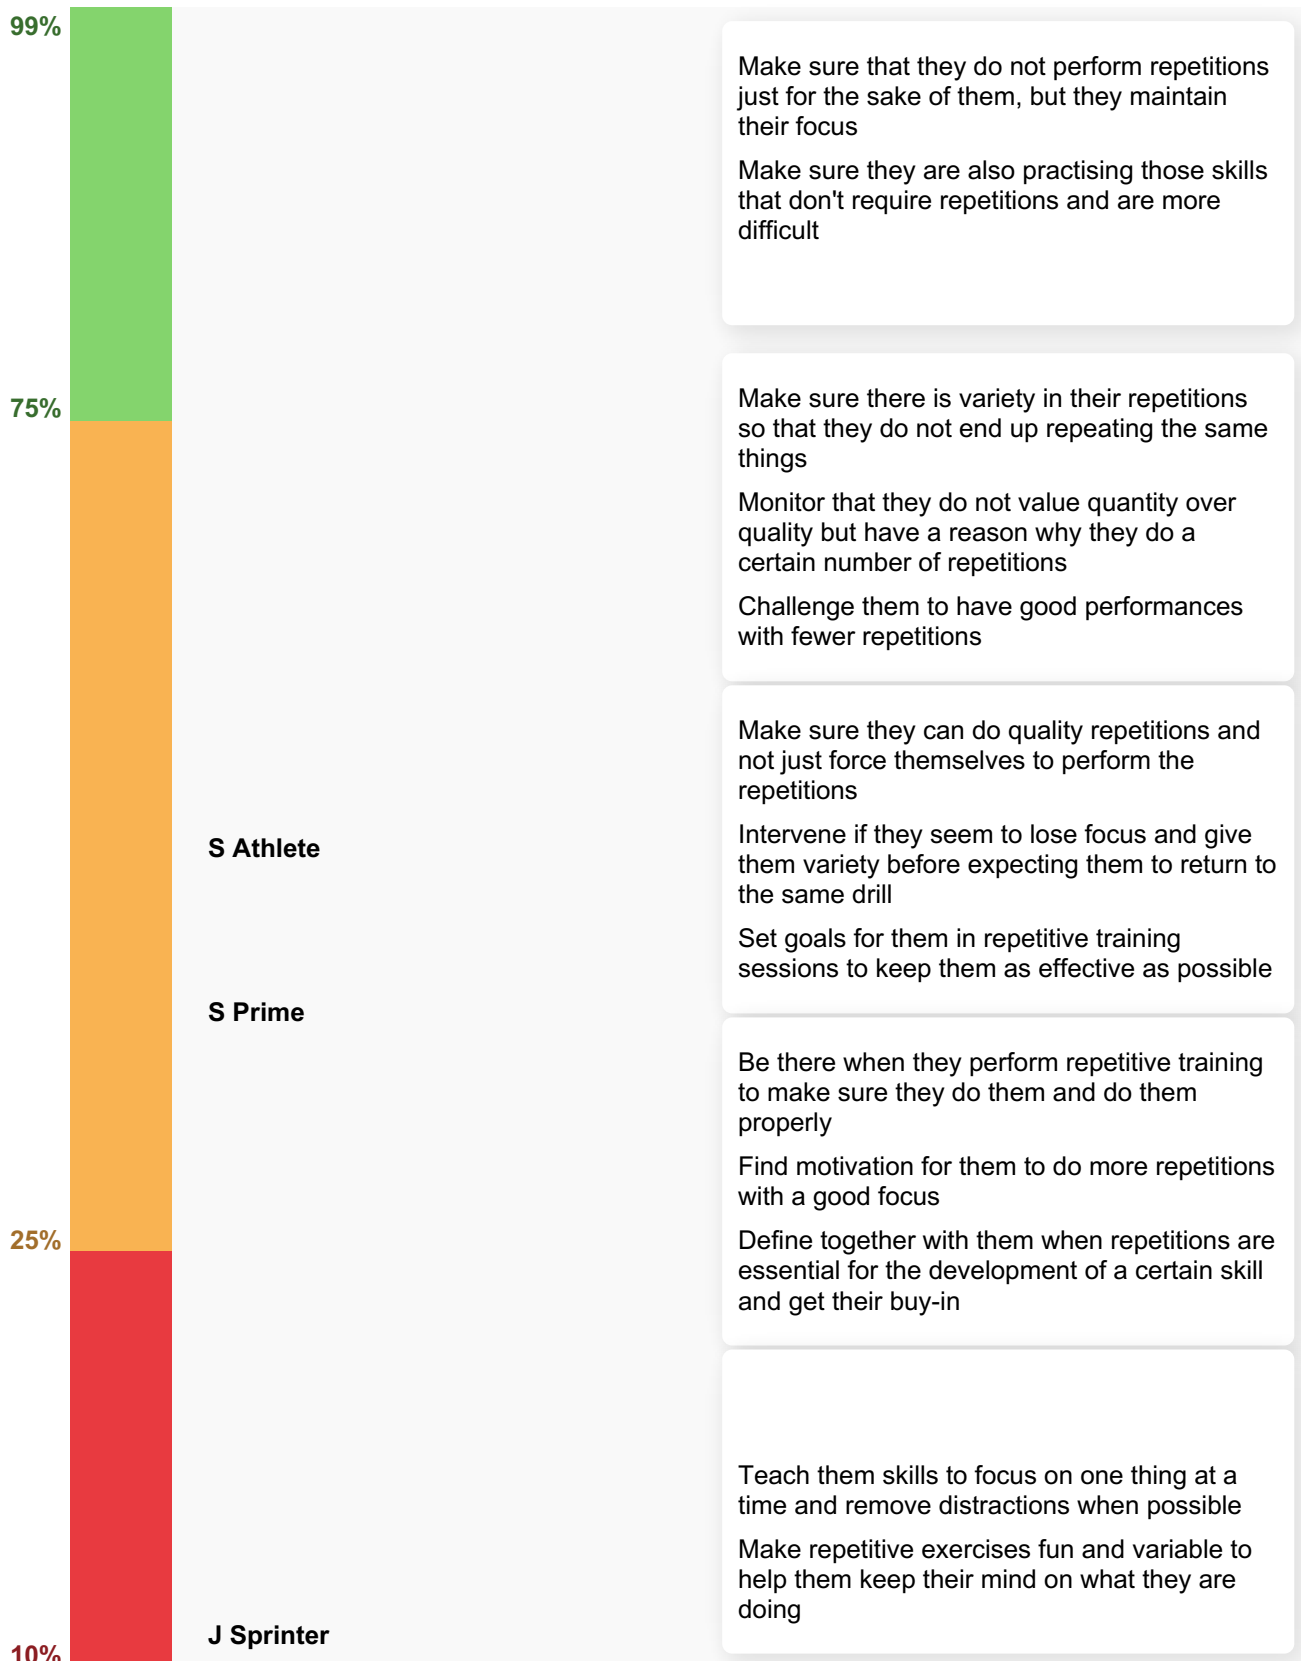 99%
Make sure that they do not perform repetitions
just for the sake of them, but they maintain
their focus
Make sure they are also practising those skills
that don't require repetitions and are more
difficult
75%
Make sure there is variety in their repetitions
so that they do not end up repeating the same
things
Monitor that they do not value quantity over
quality but have a reason why they do a
certain number of repetitions
Challenge them to have good performances
with fewer repetitions
S Athlete
Make sure they can do quality repetitions and
not just force themselves to perform the
repetitions
Intervene if they seem to lose focus and give
them variety before expecting them to return to
the same drill
Set goals for them in repetitive training
sessions to keep them as effective as possible
S Prime
Be there when they perform repetitive training
to make sure they do them and do them
properly
Find motivation for them to do more repetitions
with a good focus
Define together with them when repetitions are
essential for the development of a certain skill
and get their buy-in
25%
Teach them skills to focus on one thing at a
time and remove distractions when possible
Make repetitive exercises fun and variable to
help them keep their mind on what they are
doing
J Sprinter
10%